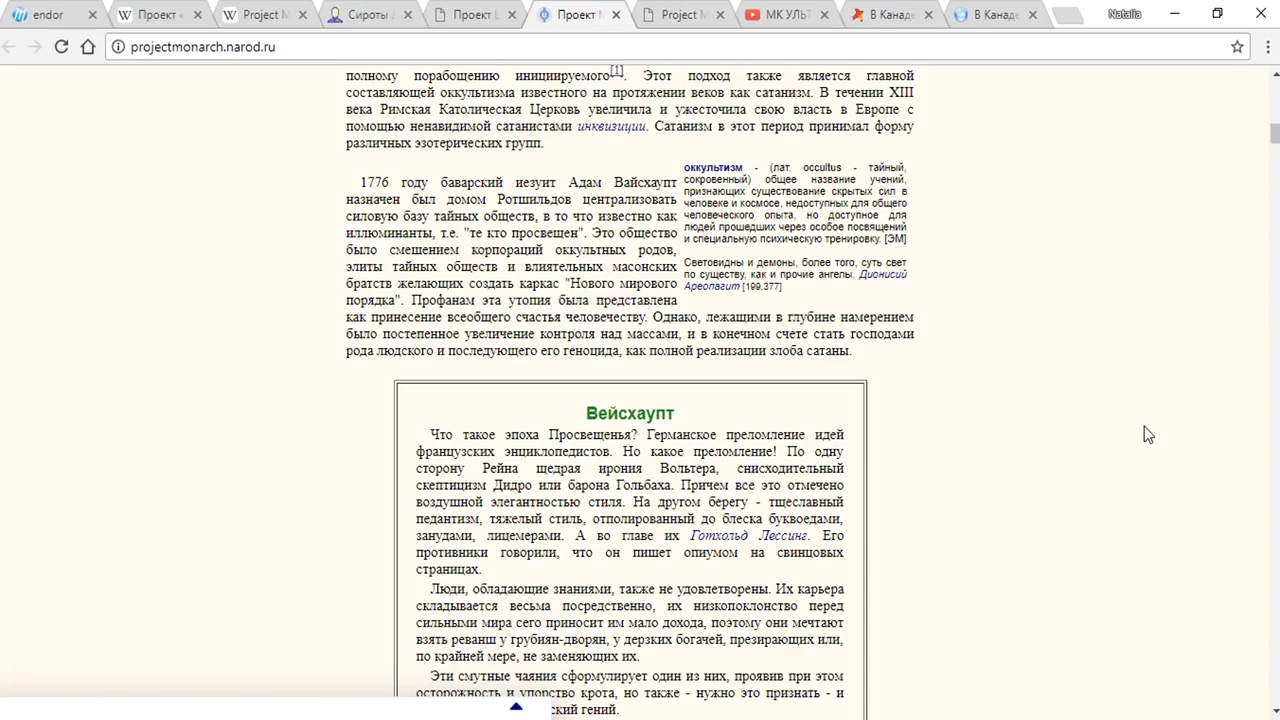 endor
Проект
Project M
Сироты
Проект L
Проект M
Project M
МК УЛЬТ
В Канаде
В Канаде
Natalia
projectmonarch.narod.ru
полному порабощению инициируемого[1]. Этот подход также является главной
составляющей оккультизма известного на протяжении веков как сатанизм. В течении XIII
века Римская Католическая Церковь увеличила и ужесточила свою власть в Европе с
помощью ненавидимой сатанистами инквизиции. Сатанизм в этот период принимал форму
различных эзотерических групп.
1776 году баварский иезуит Адам Вайсхаупт
назначен был домом Ротшильдов централизовать
силовую базу тайных обществ, в то что известно как
иллюминанты, т.е. "те кто просвещен". Это общество
было смешением корпораций оккультных родов,
элиты тайных обществ и влиятельных масонских
братств желающих создать каркас "Нового мирового
порядка". Профанам эта утопия была представлена
как принесение всеобщего счастья человечеству. Однако, лежащими в глубине намерением
было постепенное увеличение контроля над массами, и в конечном счете стать господами
рода людского и последующего его геноцида, как полной реализации злоба сатаны.
оккультизм - (лат. occultus - тайный,
сокровенный) общее название учений,
признающих существование скрытых сил в
человеке и космосе, недоступных для общего
человеческого опыта, но доступное для
людей прошедших через особое посвящений
и специальную психическую тренировку. [ЭМ]
Световидны и демоны, более того, суть свет
по существу, как и прочие ангелы. Дионисий
Ареопагит [199,377]
Вейсхаупт
Что такое эпоха Просвещенья? Германское преломление идей
французских энциклопедистов. Но какое преломление! По одну
сторону Рейна щедрая ирония Вольтера, снисходительный
скептицизм Дидро или барона Гольбаха. Причем все это отмечено
воздушной элегантностью стиля. На другом берегу - тщеславный
педантизм, тяжелый стиль, отполированный до блеска буквоедами,
занудами, лицемерами. А во главе их Готхольд Лессинг. Его
противники говорили, что он пишет опиумом на свинцовых
страницах.
Люди, обладающие знаниями, также не удовлетворены. Их карьера
складывается весьма посредственно, их низкопоклонство перед
сильными мира сего приносит им мало дохода, поэтому они мечтают
взять реванш у грубиян-дворян, у дерзких богачей, презирающих или,
по крайней мере, не заменяющих их.
Эти смутные чаяния сформулирует один из них, проявив при этом
осторожность и упорство крота, но также - нужно это признать - и
ский гений.